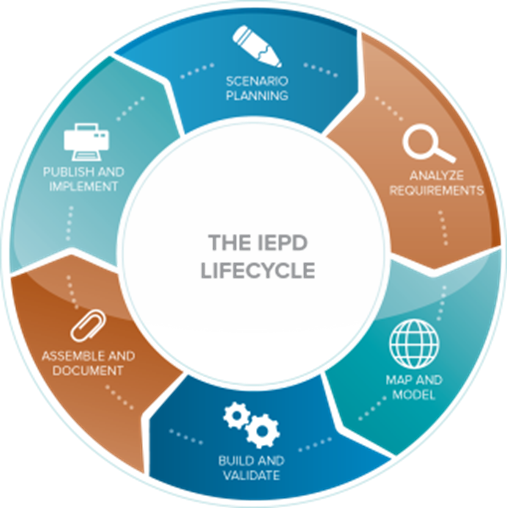 SCENARIO
PLANNING
ANALYZE
REQUIREMENTS
MAP AND
MODEL
BUILD AND
VALIDATE
ASSEMBLE AND
DOCUMENT
PUBLISH AND
IMPLEMENT
THE IEPD
LIFECYCLE